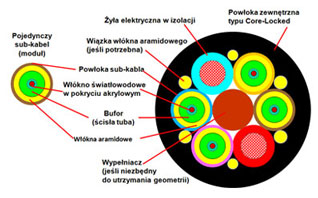 Żyła elektryczna w izolacji
Powłoka zewnętrzna
typu Core-Locked
Pojedynczy
sub-kabel
(moduł)
Wiązka włókna aramidowego
(jeśli potrzebna)
Powłoka sub-kabla
Włókno światłowodowe
w pokryciu akrylowym
Bufor
(ścisła tuba)
Włókna aramidowe
Wypełniacz
(jeśli niezbędny
do utrzymania geometrii)